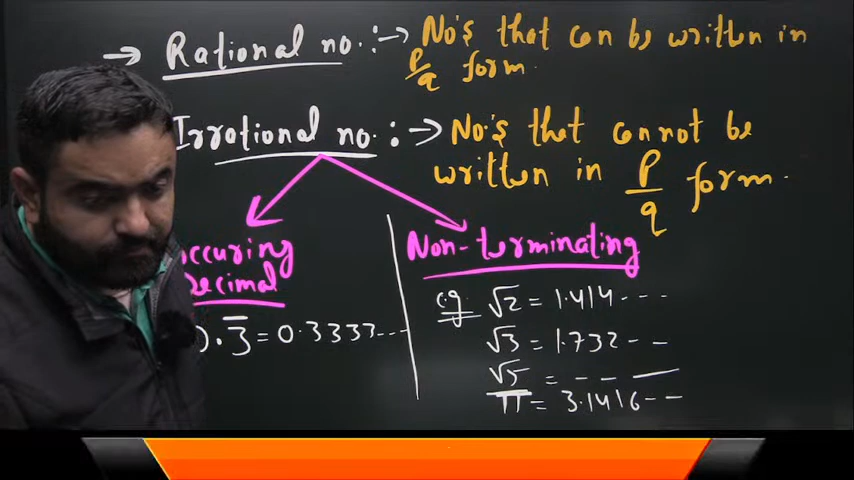 → Rational no. :→ No's that can be written in
p/q form.
Irrational no. :→ No.'s that cannot be
written in P/q form.
ccuring
ecimal
Non-terminating
).3̅ = 0.3333---
e.g. √2 = 1.414---
√3 = 1.732--
√5 = ---
π = 3.1416--